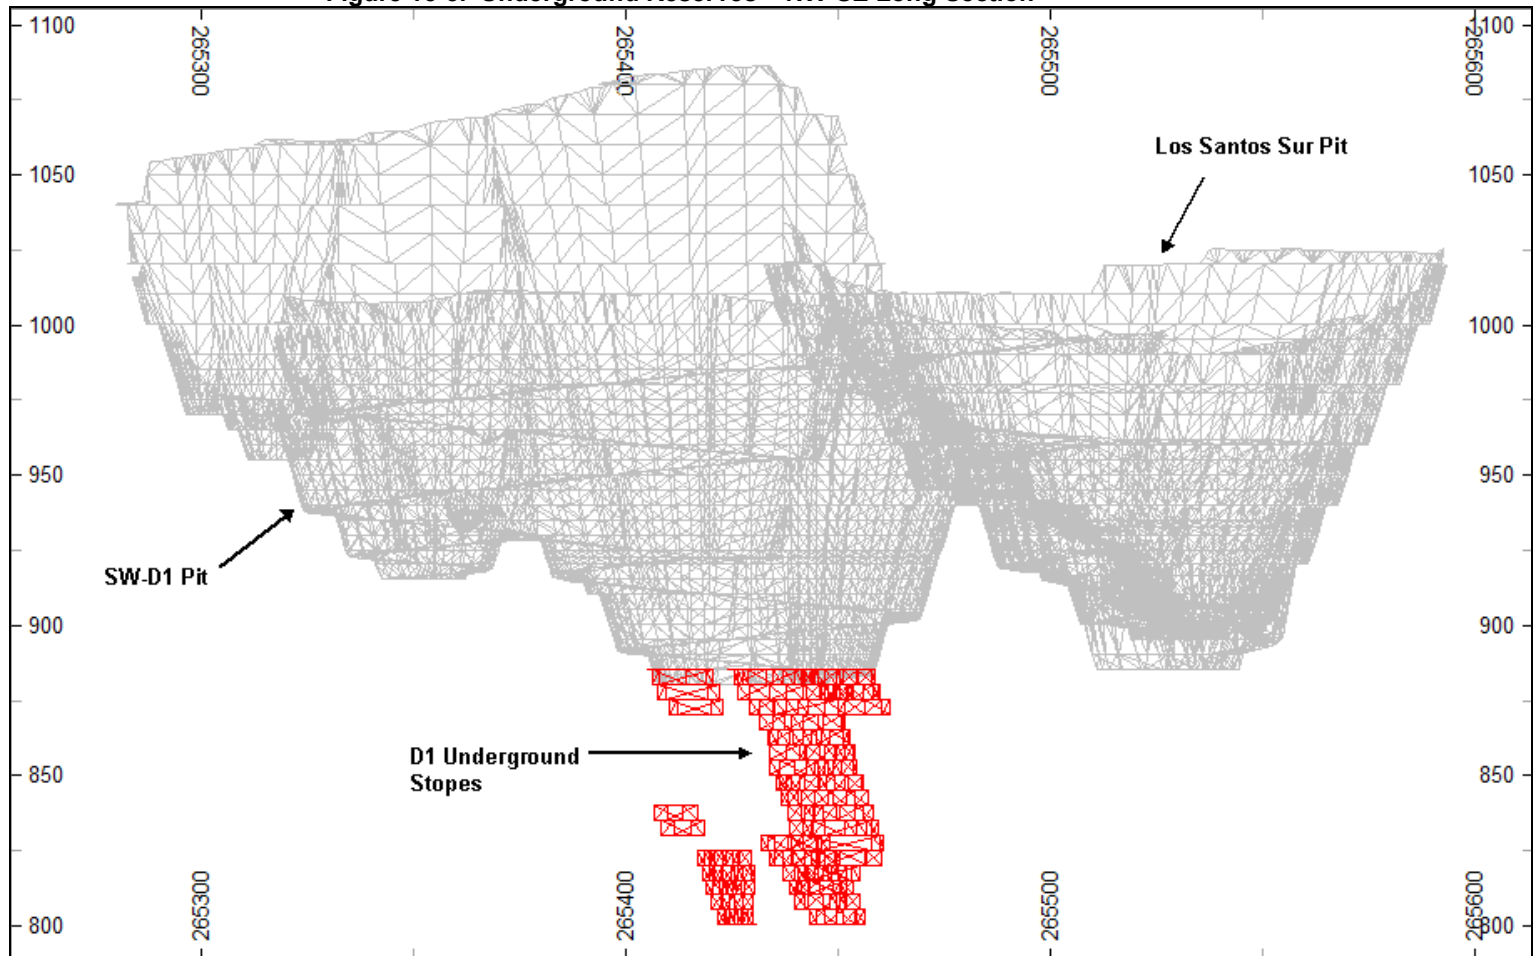 1100 265300 265400 265500 265600 1100
Los Santos Sur Pit
1050 1050
1000 1000
950 950
SW-D1 Pit
900 900
D1 Underground
Stopes
850 850
265300 265400 265500 265600
800 800